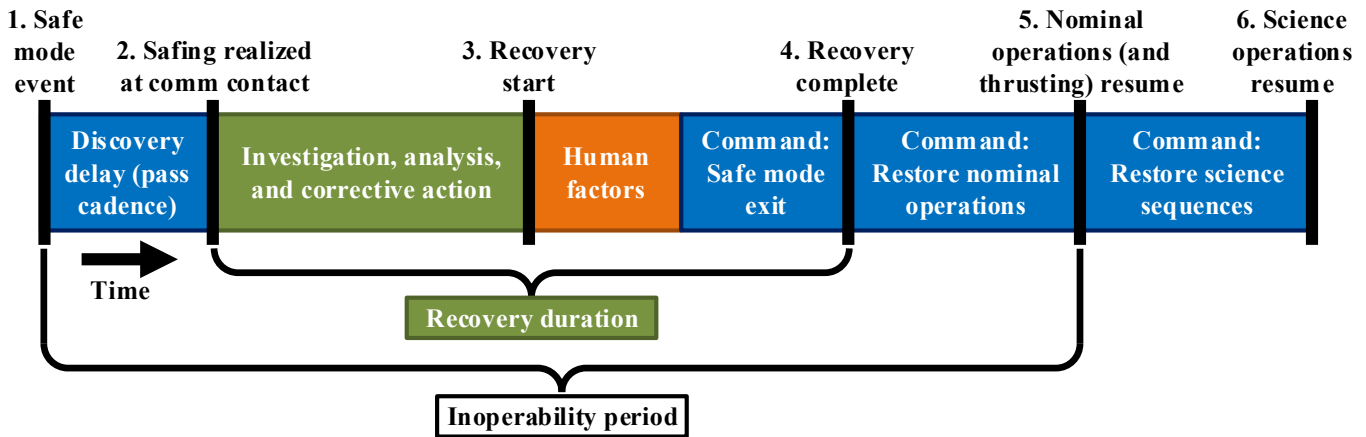 1. Safe
mode
event
2. Safing realized
at comm contact
3. Recovery
start
4. Recovery
complete
5. Nominal
operations (and
thrusting) resume
6. Science
operations
resume
Discovery
delay (pass
cadence)
Investigation, analysis,
and corrective action
Human
factors
Command:
Safe mode
exit
Command:
Restore nominal
operations
Command:
Restore science
sequences
Time
Recovery duration
Inoperability period